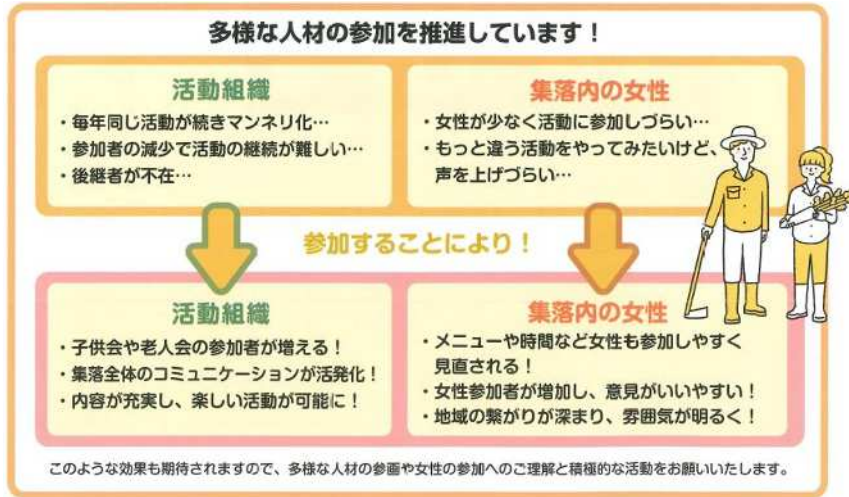 多様な人材の参加を推進しています！
活動組織
・毎年同じ活動が続きマンネリ化…
・参加者の減少で活動の継続が難しい…
・後継者が不在…
集落内の女性
・女性が少なく活動に参加しづらい…
・もっと違う活動をやってみたいけど、
声を上げづらい…
参加することにより！
活動組織
・子供会や老人会の参加者が増える！
・集落全体のコミュニケーションが活発化！
・内容が充実し、楽しい活動が可能に！
集落内の女性
・メニューや時間など女性も参加しやすく
見直される！
・女性参加者が増加し、意見がいいやすい！
・地域の繋がりが深まり、雰囲気が明るく！
このような効果も期待されますので、多様な人材の参画や女性の参加へのご理解と積極的な活動をお願いいたします。